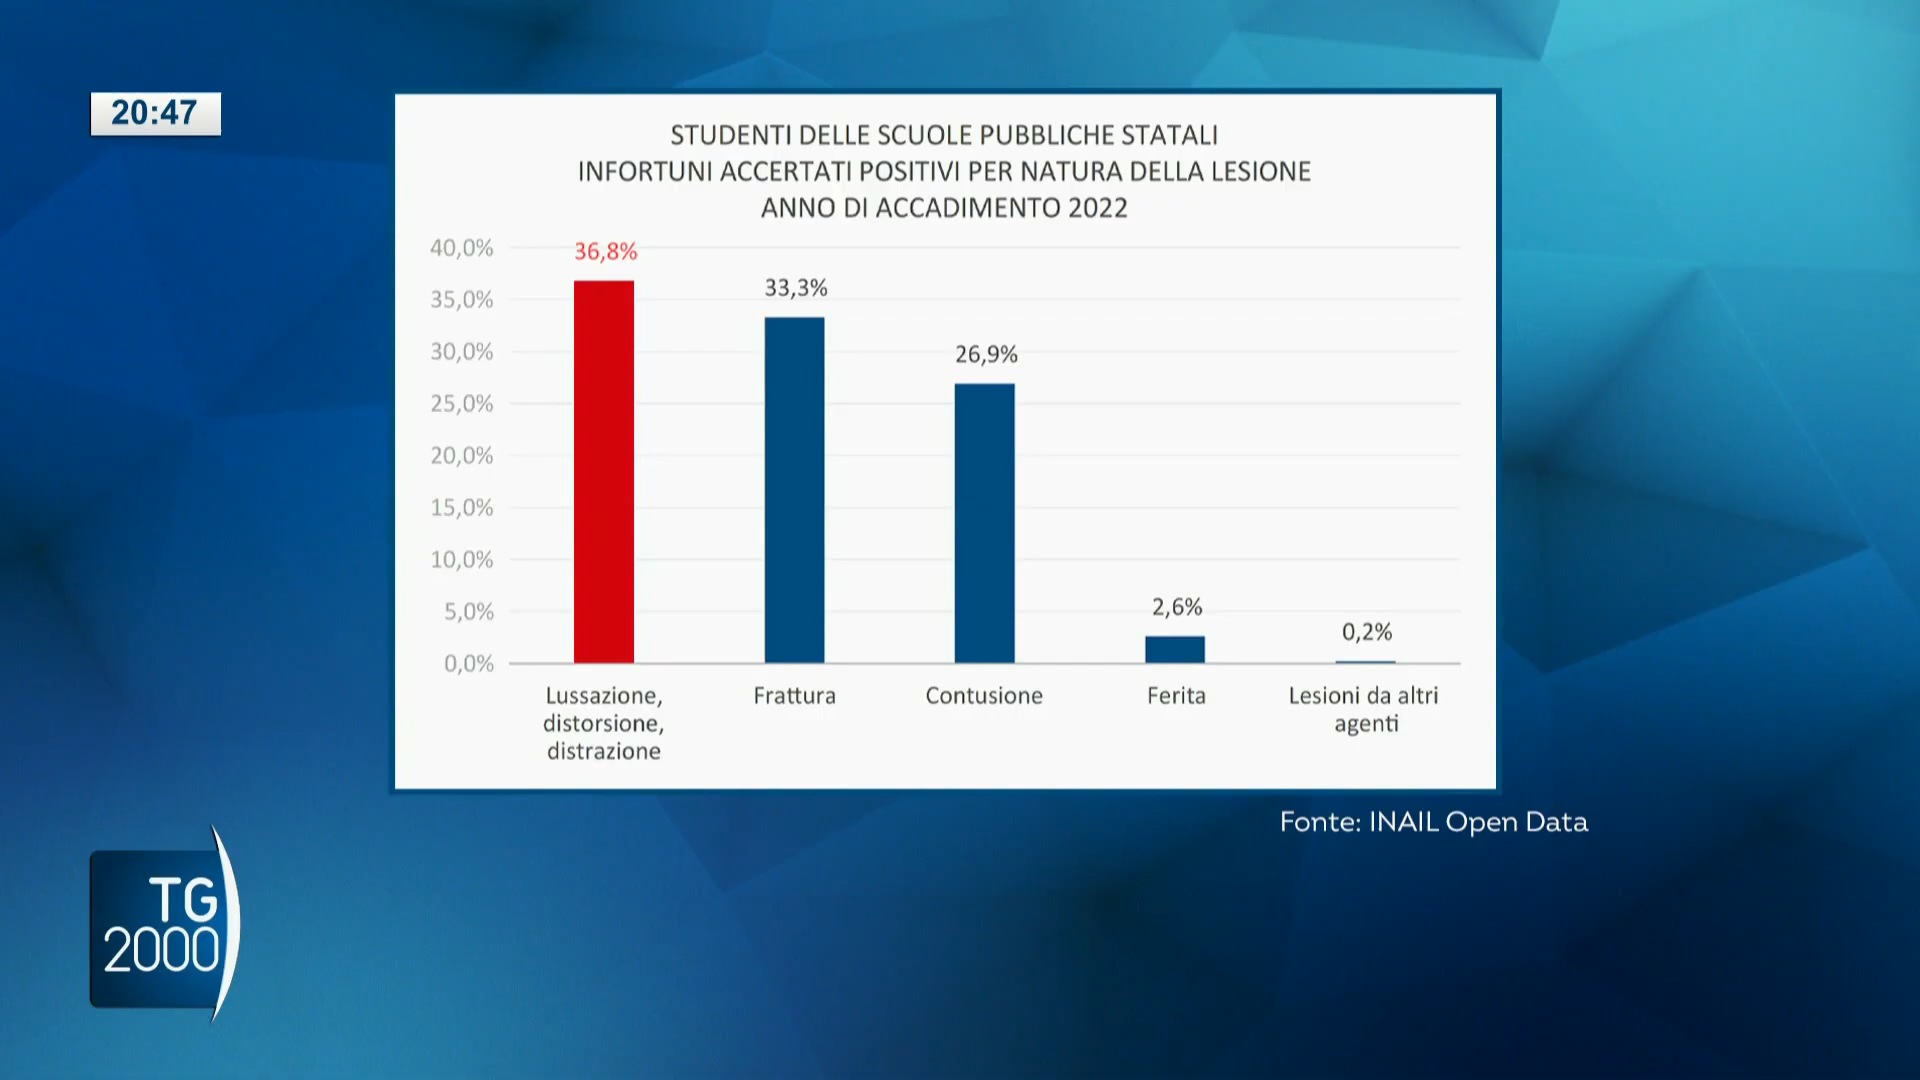 20:47
STUDENTI DELLE SCUOLE PUBBLICHE STATALI
INFORTUNI ACCERTATI POSITIVI PER NATURA DELLA LESIONE
ANNO DI ACCADIMENTO 2022
40,0%
35,0%
30,0%
25,0%
20,0%
15,0%
10,0%
5,0%
0,0%
36,8%
33,3%
26,9%
2,6%
0,2%
Lussazione,
distorsione,
distrazione
Frattura
Contusione
Ferita
Lesioni da altri
agenti
Fonte: INAIL Open Data
TG
2000